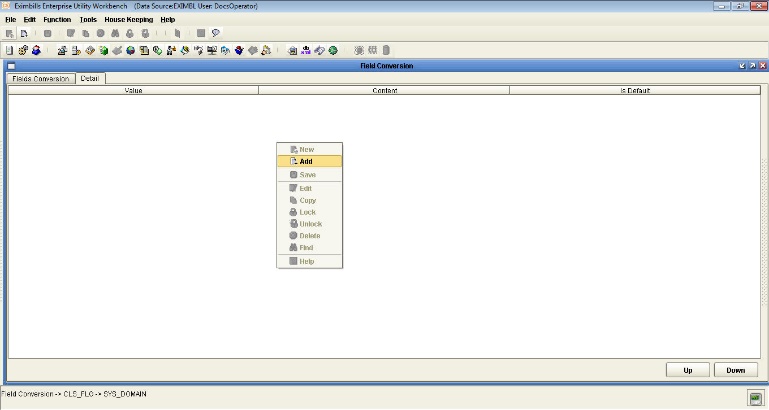 Eximbills Enterprise Utility Workbench (Data Source:EXIMBL User: DocsOperator)
File Edit Function Tools House Keeping Help
Field Conversion
Fields Conversion Detail
Value Content Is Default
New
Add
Save
Edit
Copy
Lock
Unlock
Delete
Find
Help
Up Down
Field Conversion -> CLS_FLO -> SYS_DOMAIN